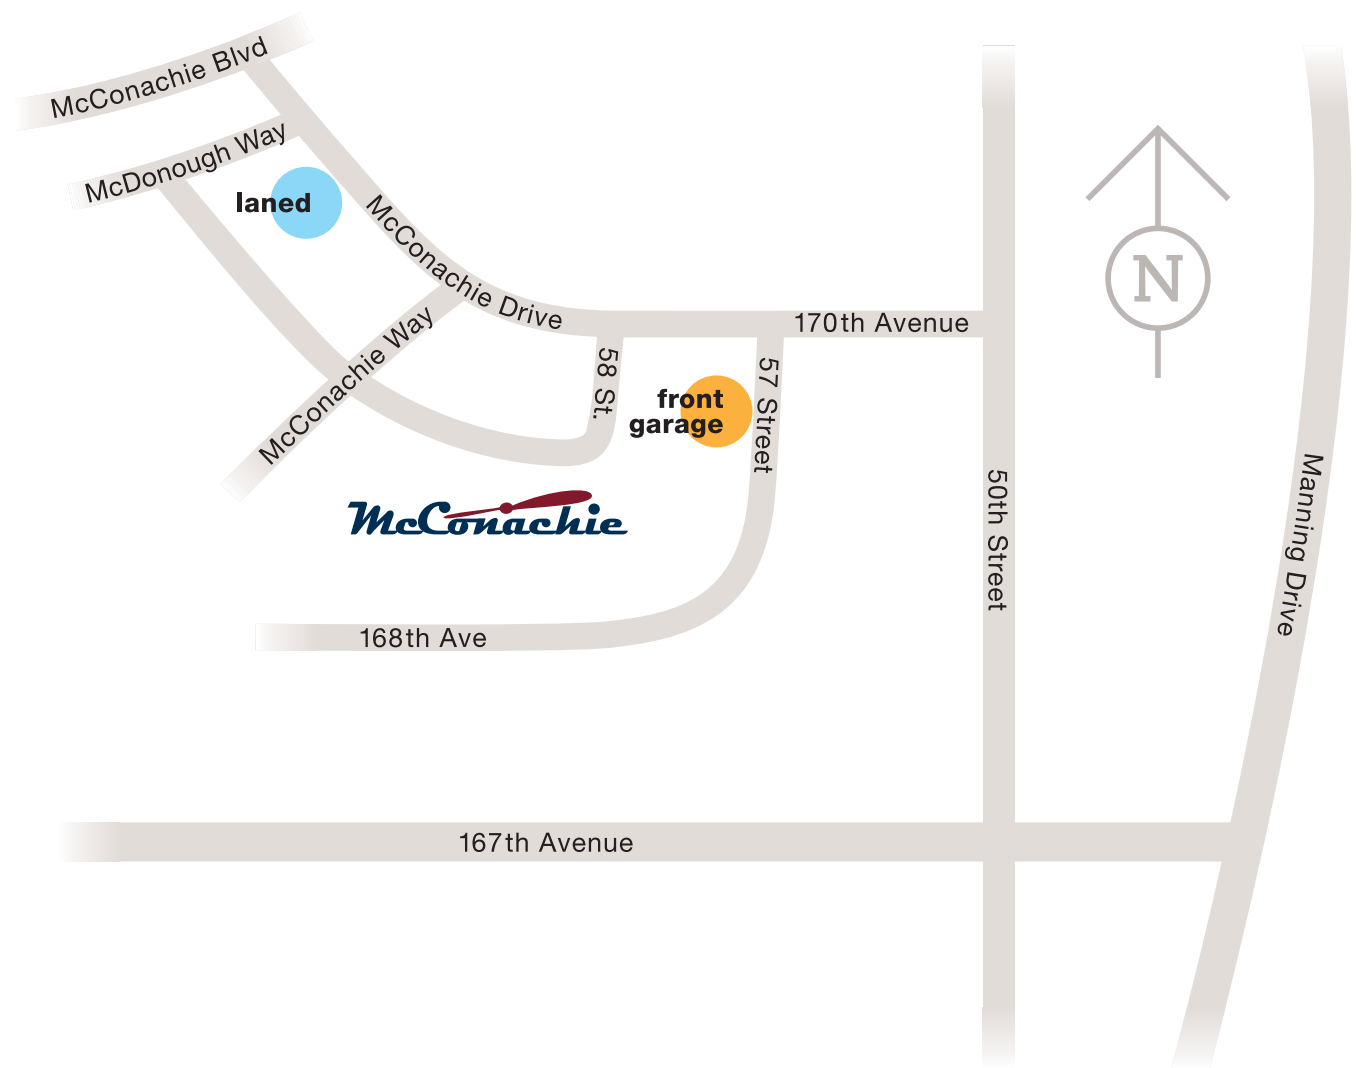 McConachie Blvd
McDonough Way
laned
McConachie Drive
McConachie Way
170th Avenue
58 St.
57 Street
front
garage
N
McConachie
50th Street
Manning Drive
168th Ave
167th Avenue